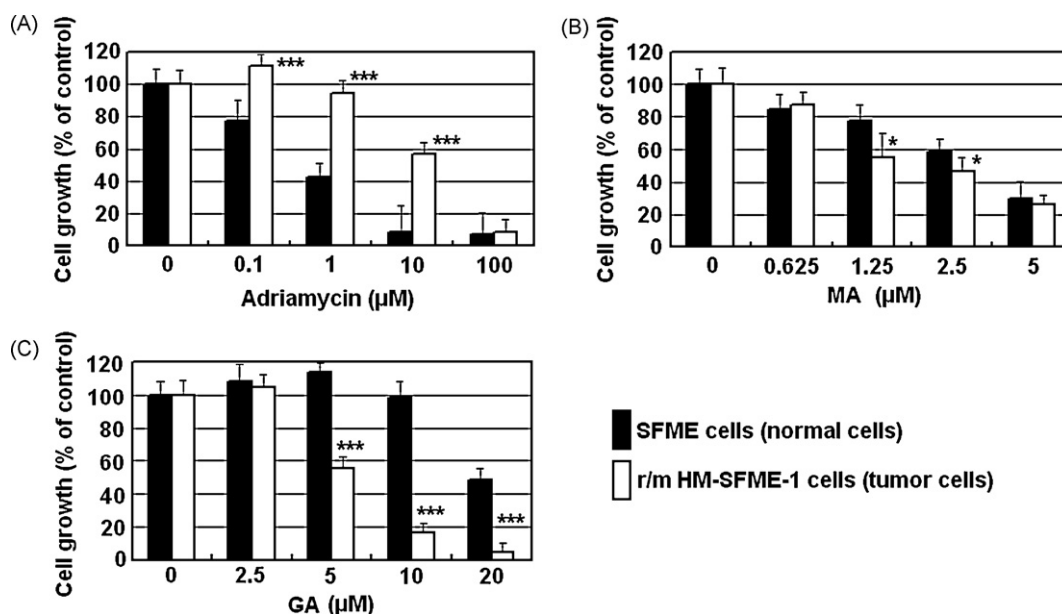 (A)
Cell growth (% of control)
120
100
80
60
40
20
0
***
***
***
0 0.1 1 10 100
Adriamycin (µM)
(B)
Cell growth (% of control)
120
100
80
60
40
20
0
*
*
0 0.625 1.25 2.5 5
MA (µM)
(C)
Cell growth (% of control)
120
100
80
60
40
20
0
***
***
***
0 2.5 5 10 20
GA (µM)
SFME cells (normal cells)
r/m HM-SFME-1 cells (tumor cells)